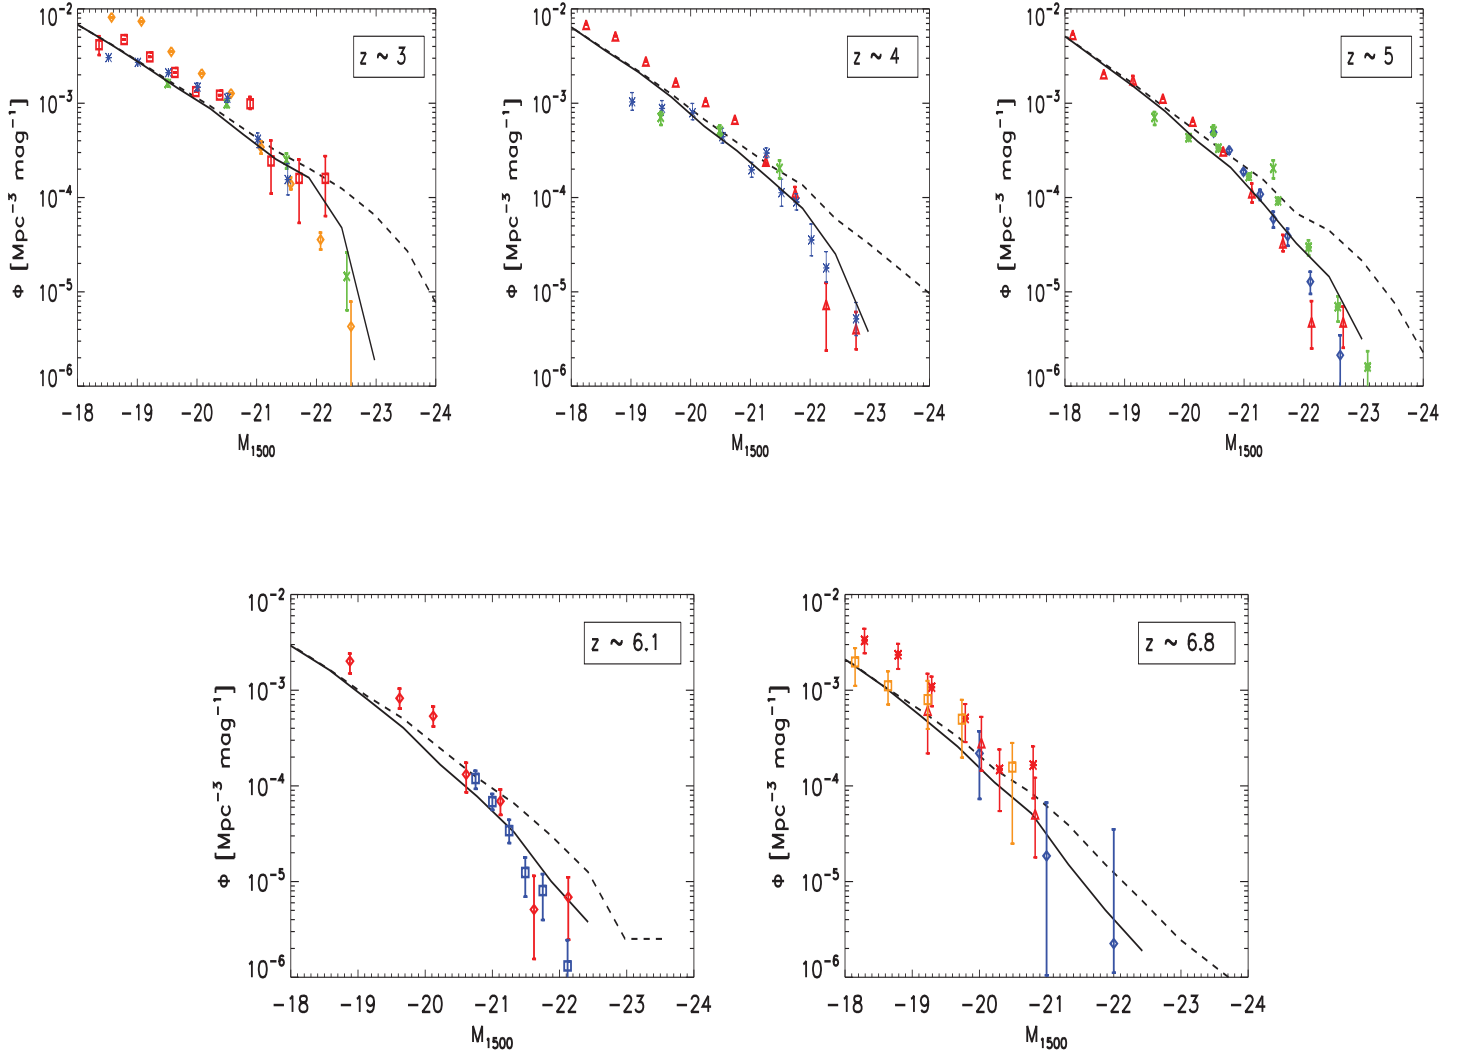 10⁻²
10⁻³
10⁻⁴
10⁻⁵
10⁻⁶
Φ [Mpc⁻³ mag⁻¹]
z ~ 3
−18 −19 −20 −21 −22 −23 −24
M₁₅₀₀
10⁻²
10⁻³
10⁻⁴
10⁻⁵
10⁻⁶
Φ [Mpc⁻³ mag⁻¹]
z ~ 4
−18 −19 −20 −21 −22 −23 −24
M₁₅₀₀
10⁻²
10⁻³
10⁻⁴
10⁻⁵
10⁻⁶
Φ [Mpc⁻³ mag⁻¹]
z ~ 5
−18 −19 −20 −21 −22 −23 −24
M₁₅₀₀
10⁻²
10⁻³
10⁻⁴
10⁻⁵
10⁻⁶
Φ [Mpc⁻³ mag⁻¹]
z ~ 6.1
−18 −19 −20 −21 −22 −23 −24
M₁₅₀₀
10⁻²
10⁻³
10⁻⁴
10⁻⁵
10⁻⁶
Φ [Mpc⁻³ mag⁻¹]
z ~ 6.8
−18 −19 −20 −21 −22 −23 −24
M₁₅₀₀